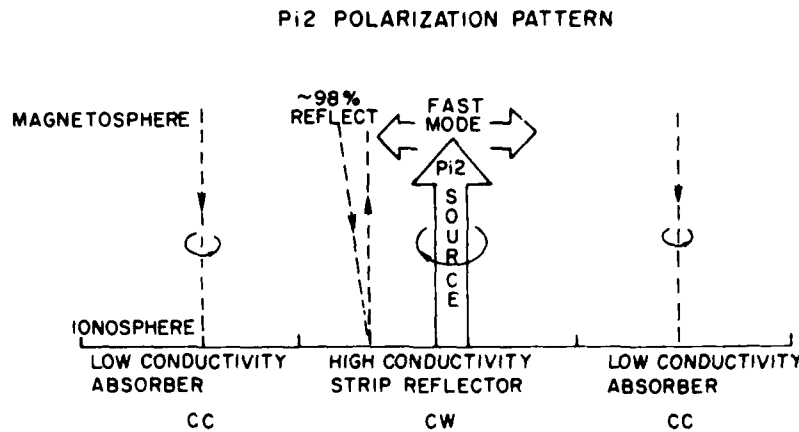 Pi2 POLARIZATION PATTERN
~98%
REFLECT
FAST
MODE
MAGNETOSPHERE
Pi2
SOURCE
IONOSPHERE
LOW CONDUCTIVITY
ABSORBER
HIGH CONDUCTIVITY
STRIP REFLECTOR
LOW CONDUCTIVITY
ABSORBER
CC
CW
CC